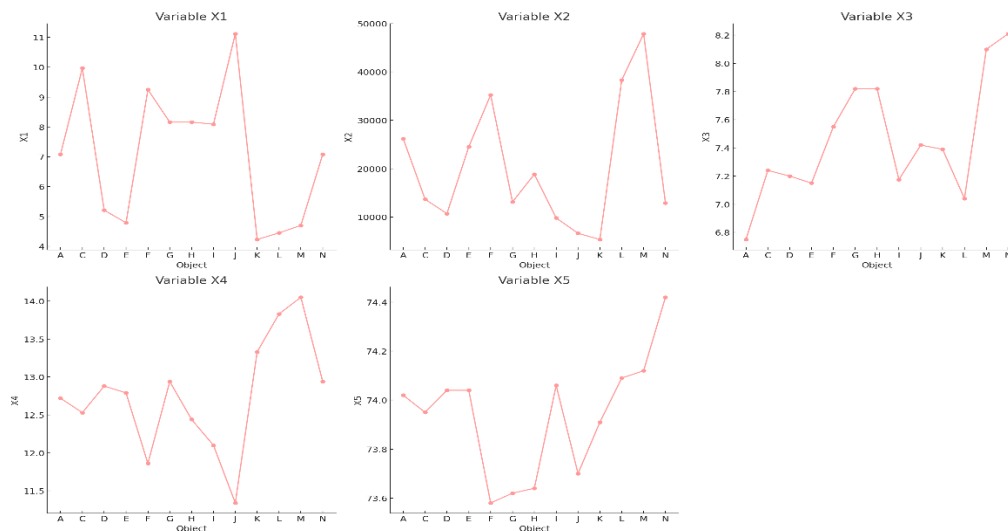 Variable X1
11
10
9
8
7
6
5
4
X1
A C D E F G H I J K L M N
Object
Variable X2
50000
40000
30000
20000
10000
X2
A C D E F G H I J K L M N
Object
Variable X3
8.2
8.0
7.8
7.6
7.4
7.2
7.0
6.8
X3
A C D E F G H I J K L M N
Object
Variable X4
14.0
13.5
13.0
12.5
12.0
11.5
X4
A C D E F G H I J K L M N
Object
Variable X5
74.4
74.2
74.0
73.8
73.6
X5
A C D E F G H I J K L M N
Object